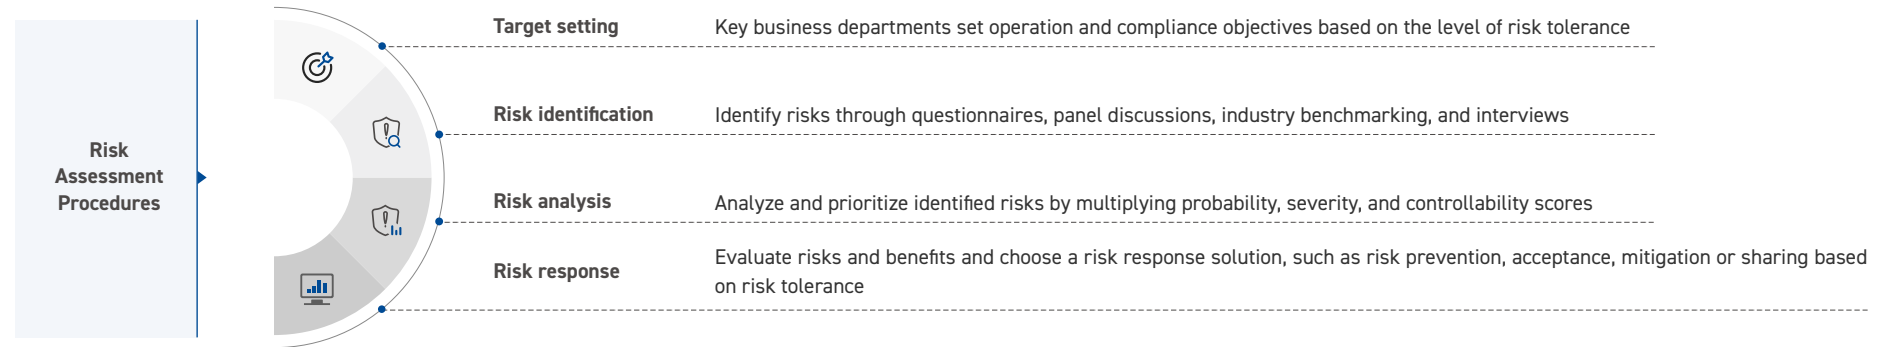 Risk
Assessment
Procedures
Target setting
Key business departments set operation and compliance objectives based on the level of risk tolerance
Risk identification
Identify risks through questionnaires, panel discussions, industry benchmarking, and interviews
Risk analysis
Analyze and prioritize identified risks by multiplying probability, severity, and controllability scores
Risk response
Evaluate risks and benefits and choose a risk response solution, such as risk prevention, acceptance, mitigation or sharing based
on risk tolerance